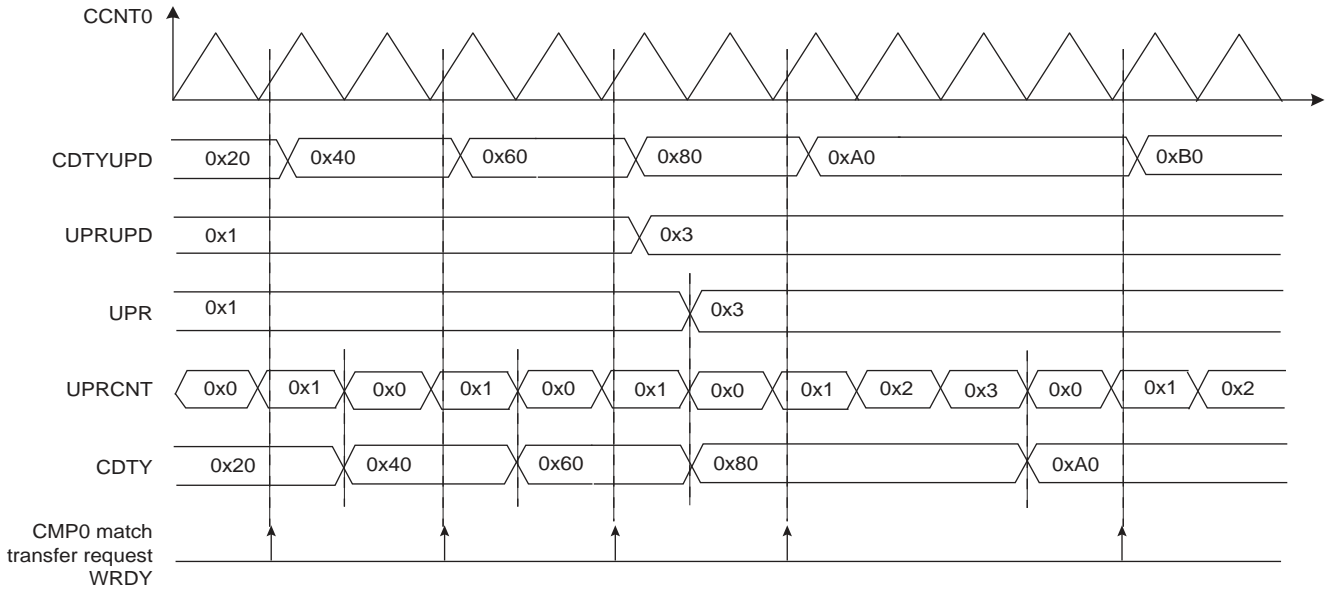 CCNT0
CDTYUPD 0x20 0x40 0x60 0x80 0xA0 0xB0
UPRUPD 0x1 0x3
UPR 0x1 0x3
UPRCNT 0x0 0x1 0x0 0x1 0x0 0x1 0x0 0x1 0x2 0x3 0x0 0x1 0x2
CDTY 0x20 0x40 0x60 0x80 0xA0
CMP0 match
transfer request
WRDY